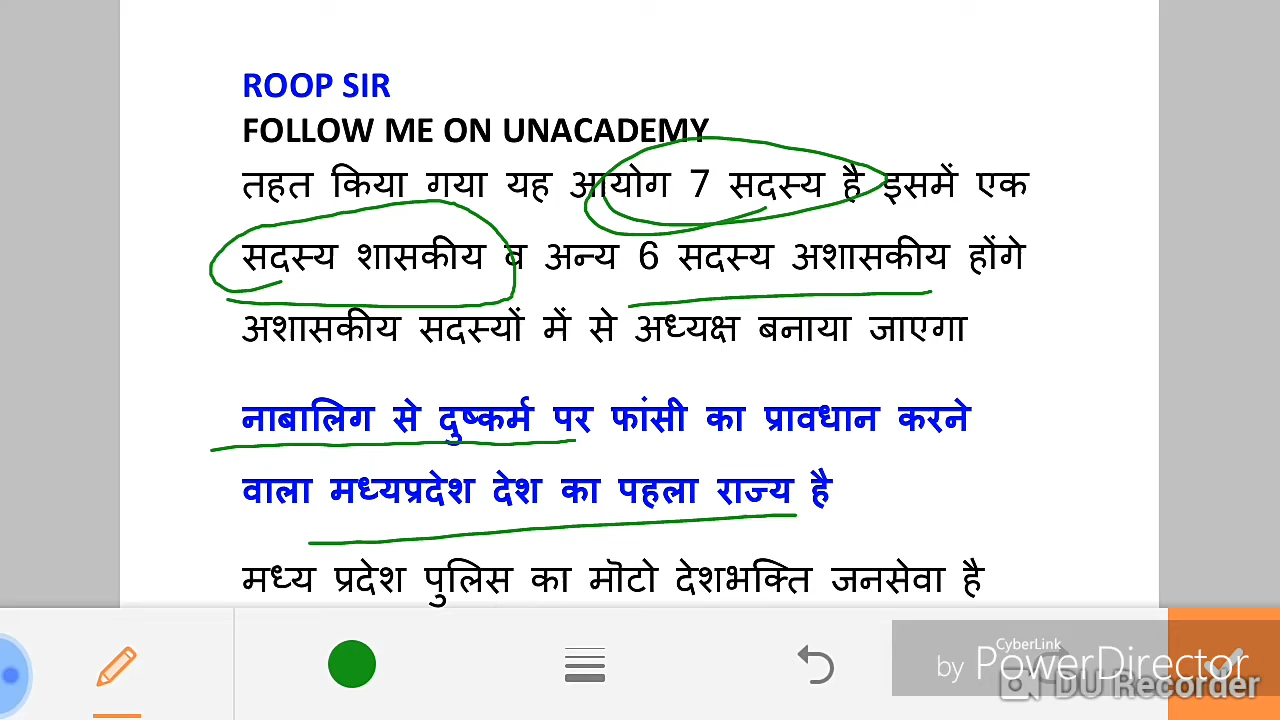 ROOP SIR
FOLLOW ME ON UNACADEMY
तहत किया गया यह आयोग 7 सदस्य है इसमें एक
सदस्य शासकीय व अन्य 6 सदस्य अशासकीय होंगे
अशासकीय सदस्यों में से अध्यक्ष बनाया जाएगा
नाबालिग से दुष्कर्म पर फांसी का प्रावधान करने
वाला मध्यप्रदेश देश का पहला राज्य है
मध्य प्रदेश पुलिस का मॊटो देशभक्ति जनसेवा है
CyberLink
by PowerDirector
DU Recorder